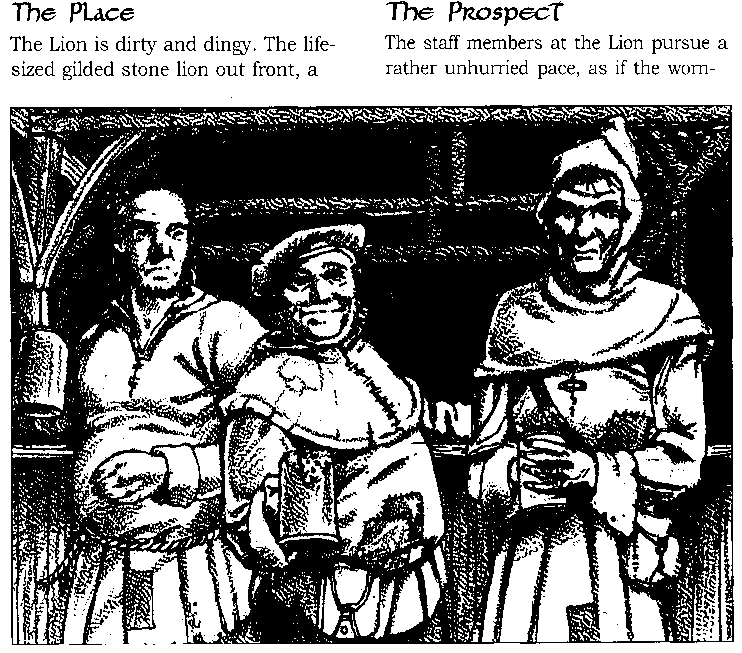 The Place
The Lion is dirty and dingy. The life-
sized gilded stone lion out front, a
The Prospect
The staff members at the Lion pursue a
rather unhurried pace, as if the worn-